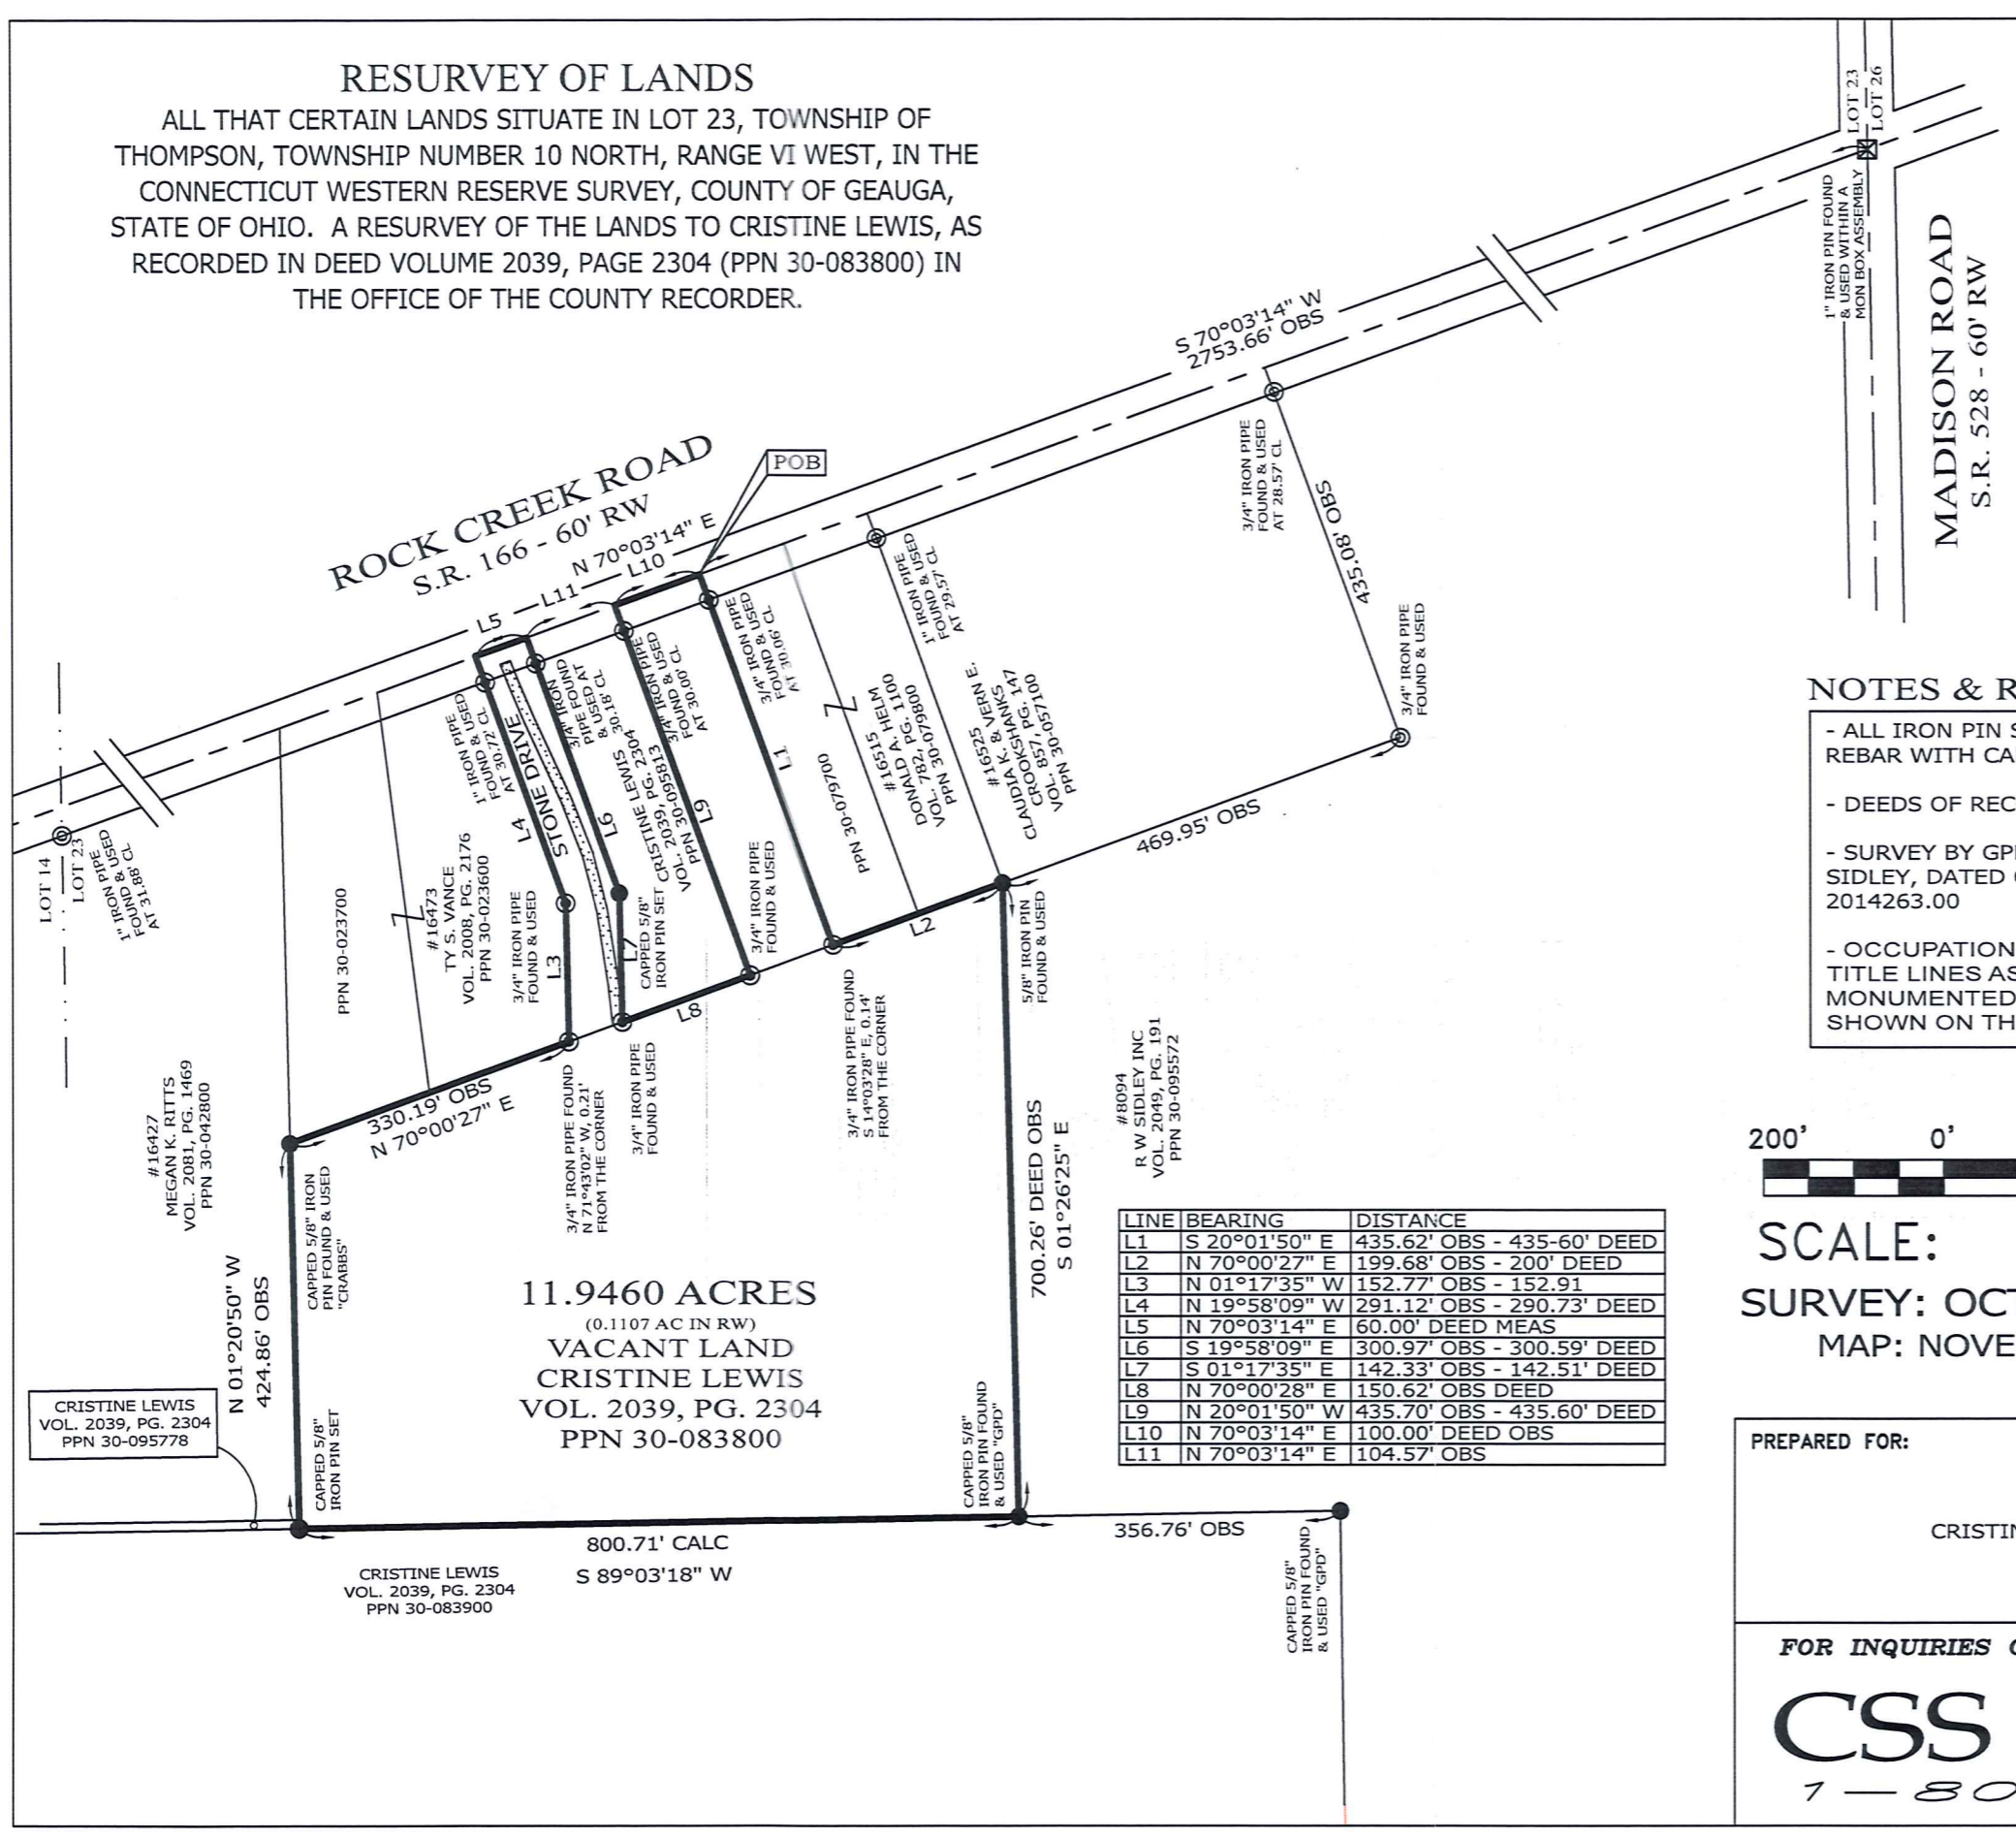 RESURVEY OF LANDS
ALL THAT CERTAIN LANDS SITUATE IN LOT 23, TOWNSHIP OF
THOMPSON, TOWNSHIP NUMBER 10 NORTH, RANGE VI WEST, IN THE
CONNECTICUT WESTERN RESERVE SURVEY, COUNTY OF GEAUGA,
STATE OF OHIO. A RESURVEY OF THE LANDS TO CRISTINE LEWIS, AS
RECORDED IN DEED VOLUME 2039, PAGE 2304 (PPN 30-083800) IN
THE OFFICE OF THE COUNTY RECORDER.
LOT 23
LOT 26
1" IRON PIN FOUND
& USED WITHIN A
MON BOX ASSEMBLY
MADISON ROAD
S.R. 528 - 60' RW
S 70°03'14" W
2753.66' OBS
ROCK CREEK ROAD
S.R. 166 - 60' RW
POB
N 70°03'14" E
L10
L11
L5
3/4" IRON PIPE
FOUND & USED
AT 28.57' CL
435.08' OBS
3/4" IRON PIPE
FOUND & USED
469.95' OBS
1" IRON PIPE
FOUND & USED
AT 29.57' CL
3/4" IRON PIPE
FOUND & USED
AT 30.06' CL
3/4" IRON PIPE
FOUND & USED
AT 30.00' CL
3/4" IRON
PIPE FOUND
& USED AT
30.18' CL
1" IRON PIPE
FOUND & USED
AT 30.72' CL
STONE DRIVE
L4
L6
L9
L1
CRISTINE LEWIS
VOL. 2039, PG. 2304
PPN 30-095813
PPN 30-079700
#16515
DONALD A. HELM
VOL. 782, PG. 1100
PPN 30-079800
#16525
CLAUDIA K. & VERN E.
CROOKSHANKS
VOL. 857, PG. 147
PPN 30-057100
LOT 14
LOT 23
1" IRON PIPE
FOUND & USED
AT 31.88' CL
PPN 30-023700
#16473
TY S. VANCE
VOL. 2008, PG. 2176
PPN 30-023600
3/4" IRON PIPE
FOUND & USED
L3
L7
CAPPED 5/8"
IRON PIN SET
3/4" IRON PIPE
FOUND & USED
L8
L2
5/8" IRON PIN
FOUND & USED
330.19' OBS
N 70°00'27" E
3/4" IRON PIPE FOUND
N 71°43'02" W, 0.21'
FROM THE CORNER
3/4" IRON PIPE
FOUND & USED
3/4" IRON PIPE FOUND
S 14°03'28" E, 0.14'
FROM THE CORNER
#16427
MEGAN K. RITTS
VOL. 2081, PG. 1469
PPN 30-042800
CAPPED 5/8" IRON
PIN FOUND & USED
"CRABBS"
N 01°20'50" W
424.86' OBS
700.26' DEED OBS
S 01°26'25" E
#8094
R W SIDLEY INC
VOL. 2049, PG. 191
PPN 30-095572
11.9460 ACRES
(0.1107 AC IN RW)
VACANT LAND
CRISTINE LEWIS
VOL. 2039, PG. 2304
PPN 30-083800
LINE BEARING DISTANCE
L1 S 20°01'50" E 435.62' OBS - 435-60' DEED
L2 N 70°00'27" E 199.68' OBS - 200' DEED
L3 N 01°17'35" W 152.77' OBS - 152.91
L4 N 19°58'09" W 291.12' OBS - 290.73' DEED
L5 N 70°03'14" E 60.00' DEED MEAS
L6 S 19°58'09" E 300.97' OBS - 300.59' DEED
L7 S 01°17'35" E 142.33' OBS - 142.51' DEED
L8 N 70°00'28" E 150.62' OBS DEED
L9 N 20°01'50" W 435.70' OBS - 435.60' DEED
L10 N 70°03'14" E 100.00' DEED OBS
L11 N 70°03'14" E 104.57' OBS
CRISTINE LEWIS
VOL. 2039, PG. 2304
PPN 30-095778
CAPPED 5/8"
IRON PIN SET
CAPPED 5/8"
IRON PIN FOUND
& USED "GPD"
800.71' CALC
S 89°03'18" W
356.76' OBS
CRISTINE LEWIS
VOL. 2039, PG. 2304
PPN 30-083900
CAPPED 5/8"
IRON PIN FOUND
& USED "GPD"
NOTES & R
- ALL IRON PIN S
REBAR WITH CA
- DEEDS OF REC
- SURVEY BY GP
SIDLEY, DATED
2014263.00
- OCCUPATION
TITLE LINES AS
MONUMENTED
SHOWN ON TH
200' 0'
SCALE:
SURVEY: OCT
MAP: NOVE
PREPARED FOR:
CRISTIN
FOR INQUIRIES C
CSS
1 — 80